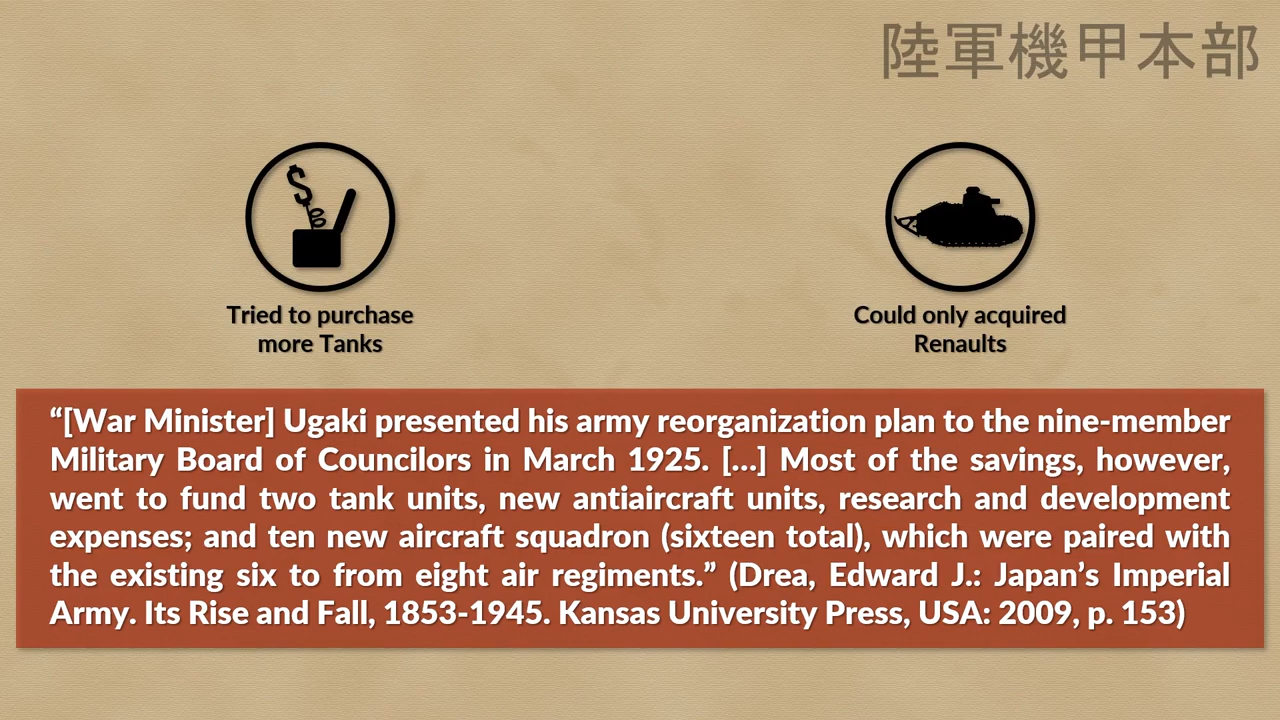 陸軍機甲本部
Tried to purchase
more Tanks
Could only acquired
Renaults
“[War Minister] Ugaki presented his army reorganization plan to the nine-member
Military Board of Councilors in March 1925. [...] Most of the savings, however,
went to fund two tank units, new antiaircraft units, research and development
expenses; and ten new aircraft squadron (sixteen total), which were paired with
the existing six to from eight air regiments.” (Drea, Edward J.: Japan’s Imperial
Army. Its Rise and Fall, 1853-1945. Kansas University Press, USA: 2009, p. 153)